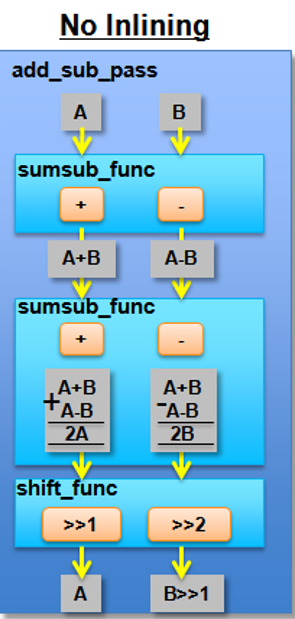 No Inlining
add_sub_pass
A B
sumsub_func
+ -
A+B A-B
sumsub_func
+ -
A+B A+B
+ A-B - A-B
2A 2B
shift_func
>>1 >>2
A B>>1